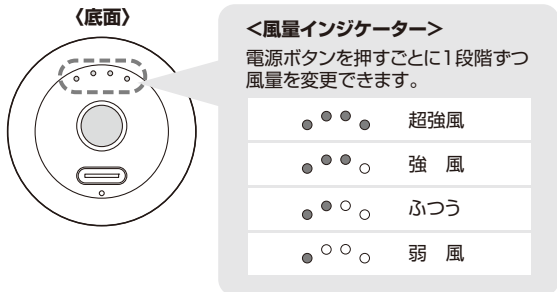 〈底面〉
<風量インジケーター>
電源ボタンを押すごとに1段階ずつ
風量を変更できます。
超強風
強　風
ふつう
弱　風